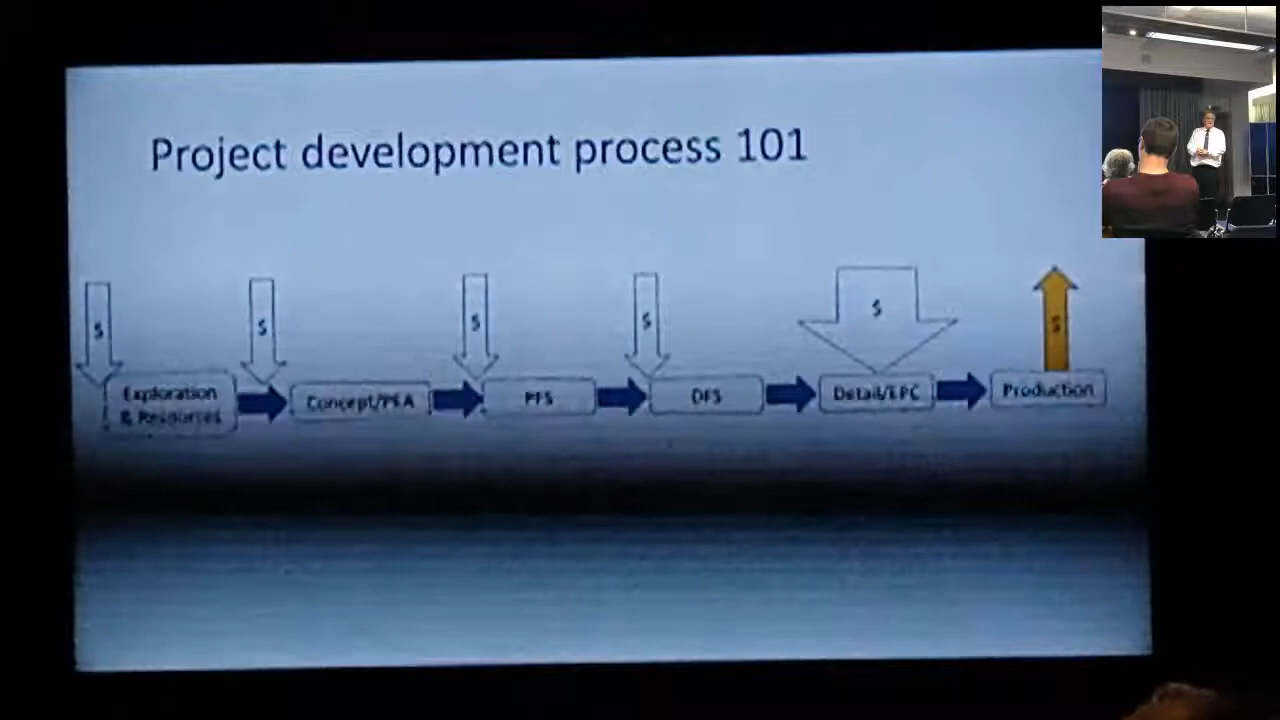 Project development process 101
$
$
$
$
$
$
Exploration
& Resources
Concept/PEA
PFS
DFS
Detail/EPC
Production